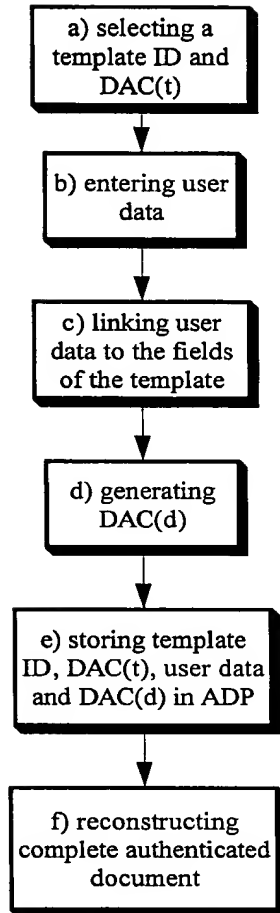 a) selecting a
template ID and
DAC(t)
b) entering user
data
c) linking user
data to the fields
of the template
d) generating
DAC(d)
e) storing template
ID, DAC(t), user data
and DAC(d) in ADP
f) reconstructing
complete authenticated
document